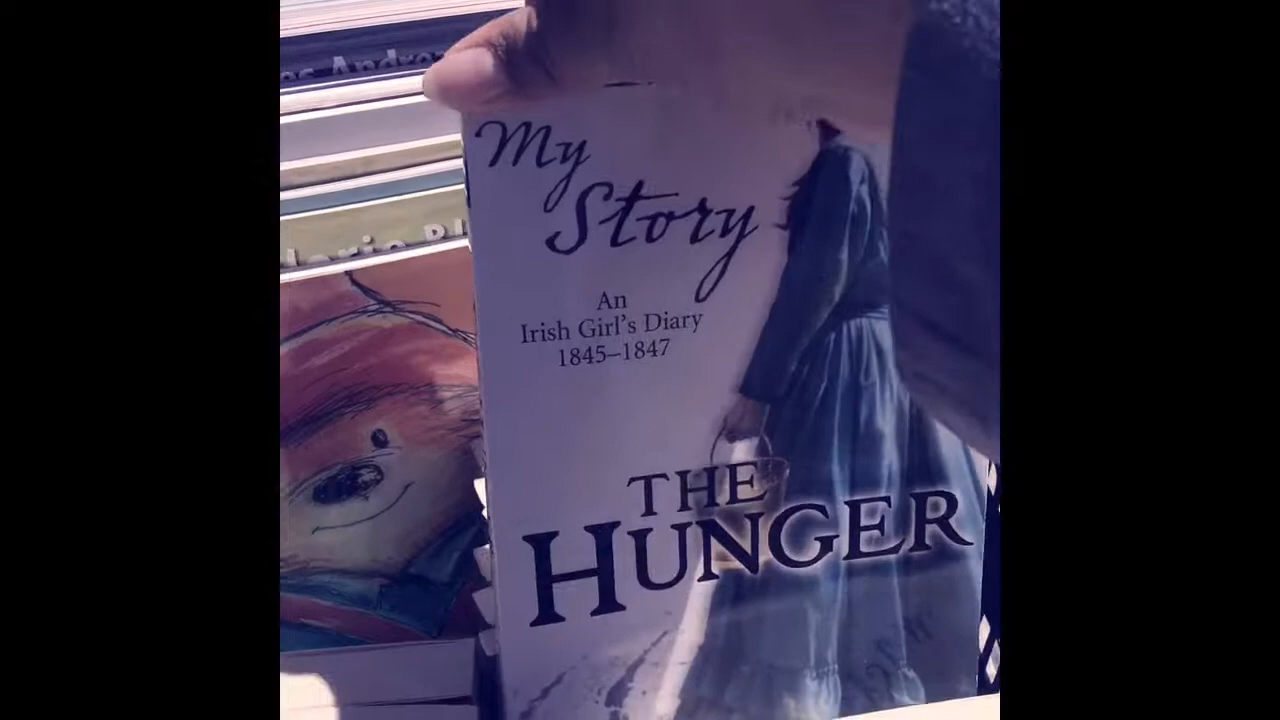 My
Story
An
Irish Girl's Diary
1845–1847
THE
HUNGER